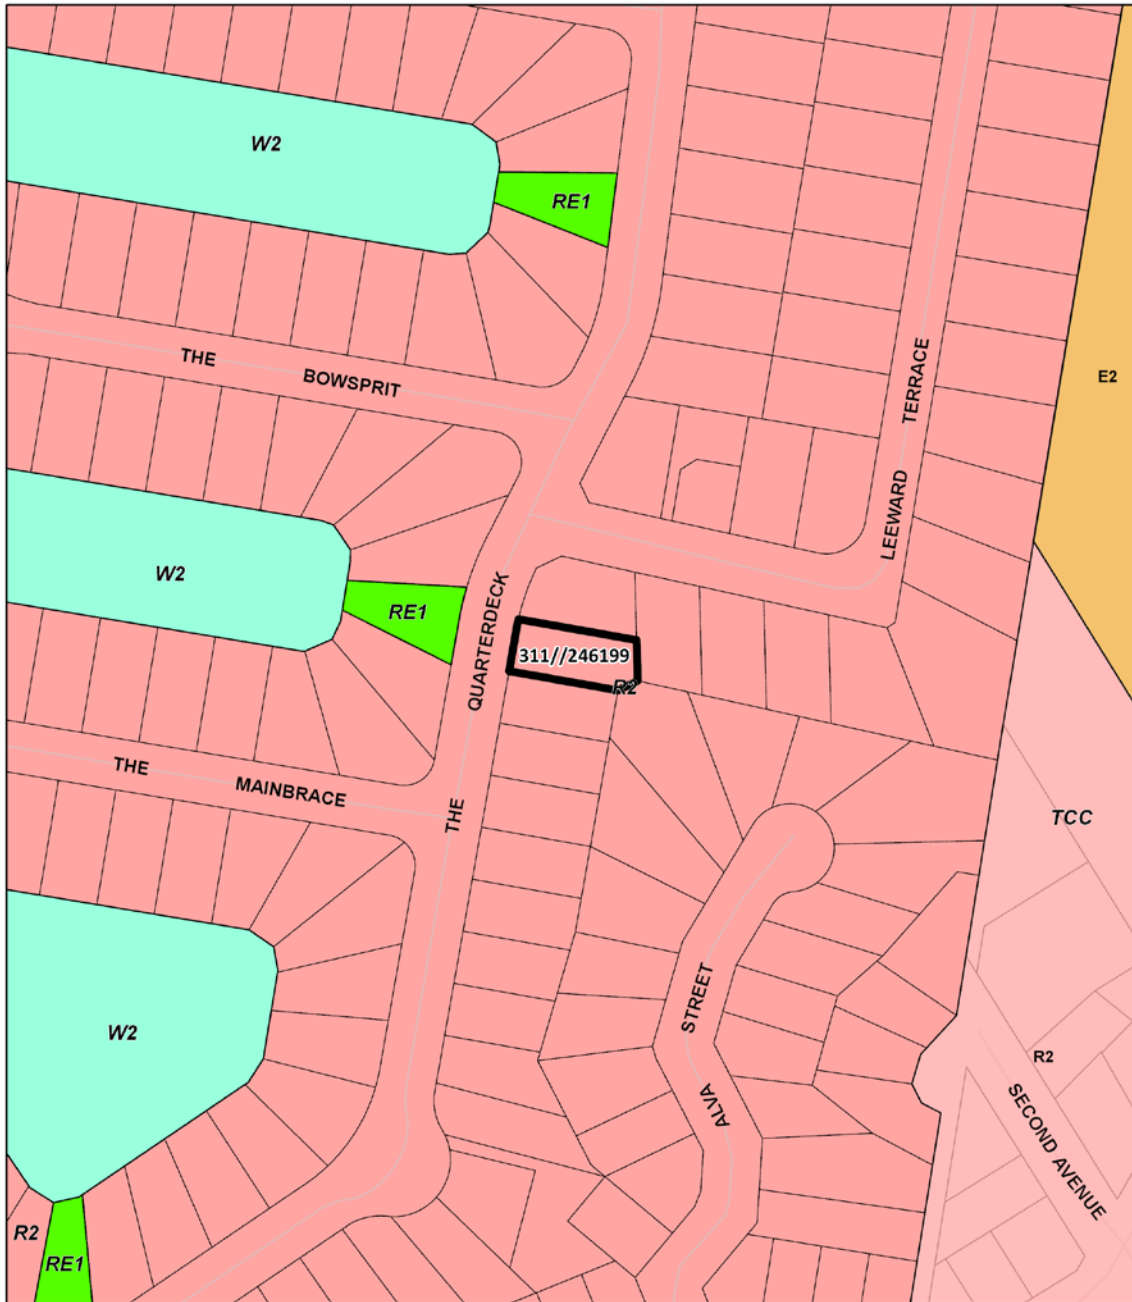 W2
RE1
THE BOWSPRIT
TERRACE
E2
LEEWARD
W2
RE1
QUARTERDECK
311//246199
R2
THE MAINBRACE
THE
TCC
STREET
W2
R2
ALVA
SECOND AVENUE
R2
RE1